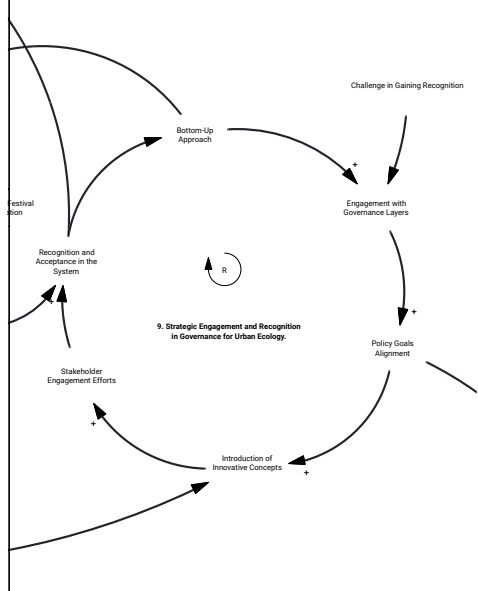 Challenge in Gaining Recognition
Bottom-Up
Approach
+
Engagement with
Governance Layers
Festival
Recognition and
Acceptance in the
System
R
+
+
9. Strategic Engagement and Recognition
in Governance for Urban Ecology.
Policy Goals
Alignment
Stakeholder
Engagement Efforts
+
Introduction of
Innovative Concepts
+